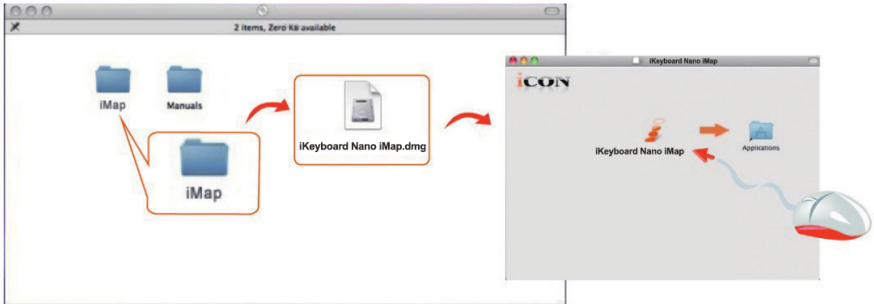 2 items, Zero KB available
iMap
Manuals
iMap
iKeyboard Nano iMap.dmg
iKeyboard Nano iMap
iCON
iKeyboard Nano iMap
Applications